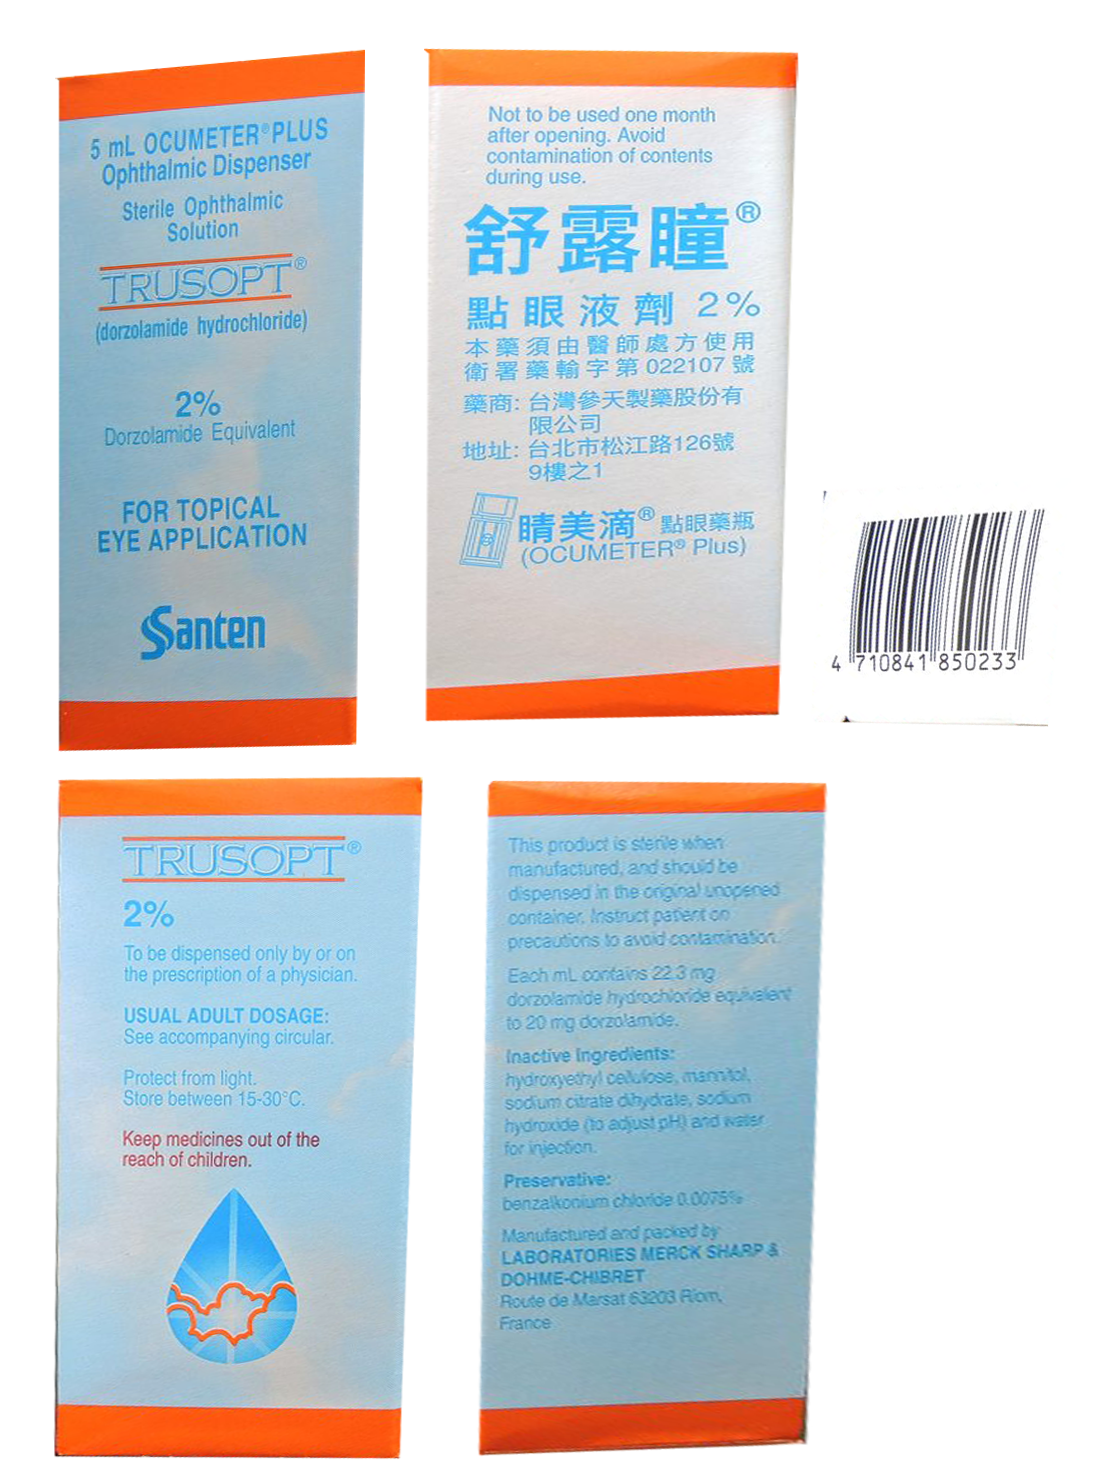 5 mL OCUMETER®PLUS
Ophthalmic Dispenser
Sterile Ophthalmic
Solution
TRUSOPT®
(dorzolamide hydrochloride)
2%
Dorzolamide Equivalent
FOR TOPICAL
EYE APPLICATION
Santen
Not to be used one month
after opening. Avoid
contamination of contents
during use.
舒露瞳®
點眼液劑 2%
本藥須由醫師處方使用
衛署藥輸字第022107號
藥商: 台灣參天製藥股份有
限公司
地址: 台北市松江路126號
9樓之1
睛美滴® 點眼藥瓶
(OCUMETER® Plus)
4 710841 850233
TRUSOPT®
2%
To be dispensed only by or on
the prescription of a physician.
USUAL ADULT DOSAGE:
See accompanying circular.
Protect from light.
Store between 15-30°C.
Keep medicines out of the
reach of children.
This product is sterile when
manufactured, and should be
dispensed in the original unopened
container. Instruct patient on
precautions to avoid contamination.
Each mL contains 22.3 mg
dorzolamide hydrochloride equivalent
to 20 mg dorzolamide.
Inactive Ingredients:
hydroxyethyl cellulose, mannitol,
sodium citrate dihydrate, sodium
hydroxide (to adjust pH) and water
for injection.
Preservative:
benzalkonium chloride 0.0075%
Manufactured and packed by
LABORATORIES MERCK SHARP &
DOHME-CHIBRET
Route de Marsat 63203 Riom,
France